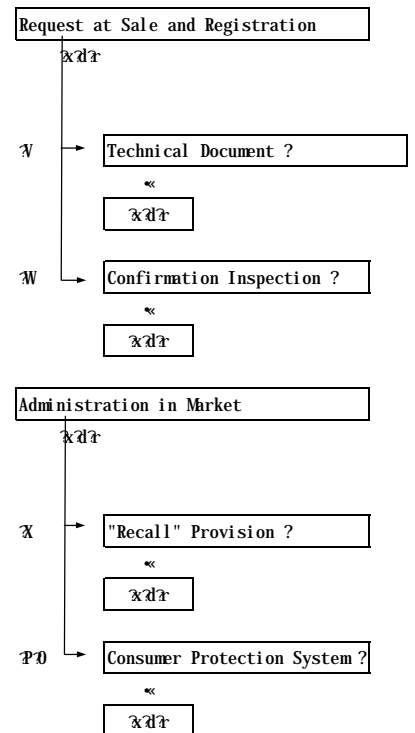 Request at Sale and Registration
?x?d?r
?V
Technical Document ?
•«
?x?d?r
?W
Confirmation Inspection ?
•«
?x?d?r
Administration in Market
?x?d?r
?X
"Recall" Provision ?
•«
?x?d?r
?P?O
Consumer Protection System ?
•«
?x?d?r